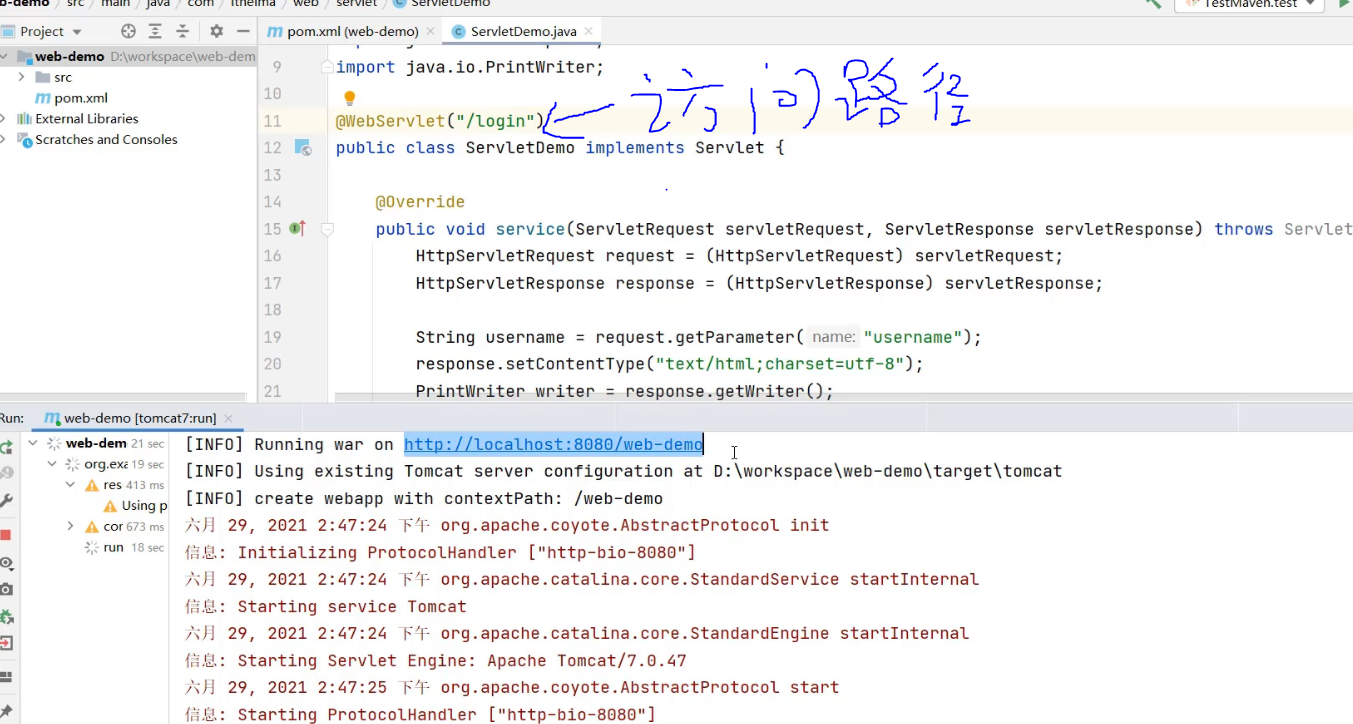 src main java com itheima web servlet ServletDemo
TestMaven.test
Project
pom.xml (web-demo)
ServletDemo.java
web-demo D:\workspace\web-dem
src
pom.xml
External Libraries
Scratches and Consoles
9 import java.io.PrintWriter;
10
11 @WebServlet("/login")
访问路径
12 public class ServletDemo implements Servlet {
13
14 @Override
15 public void service(ServletRequest servletRequest, ServletResponse servletResponse) throws Servlet
16 HttpServletRequest request = (HttpServletRequest) servletRequest;
17 HttpServletResponse response = (HttpServletResponse) servletResponse;
18
19 String username = request.getParameter( name: "username");
20 response.setContentType("text/html;charset=utf-8");
21 PrintWriter writer = response.getWriter();
Run: web-demo [tomcat7:run]
web-dem 21 sec
org.exa 19 sec
res 413 ms
Using p
cor 673 ms
run 18 sec
[INFO] Running war on http://localhost:8080/web-demo
[INFO] Using existing Tomcat server configuration at D:\workspace\web-demo\target\tomcat
[INFO] create webapp with contextPath: /web-demo
六月 29, 2021 2:47:24 下午 org.apache.coyote.AbstractProtocol init
信息: Initializing ProtocolHandler ["http-bio-8080"]
六月 29, 2021 2:47:24 下午 org.apache.catalina.core.StandardService startInternal
信息: Starting service Tomcat
六月 29, 2021 2:47:24 下午 org.apache.catalina.core.StandardEngine startInternal
信息: Starting Servlet Engine: Apache Tomcat/7.0.47
六月 29, 2021 2:47:25 下午 org.apache.coyote.AbstractProtocol start
信息: Starting ProtocolHandler ["http-bio-8080"]